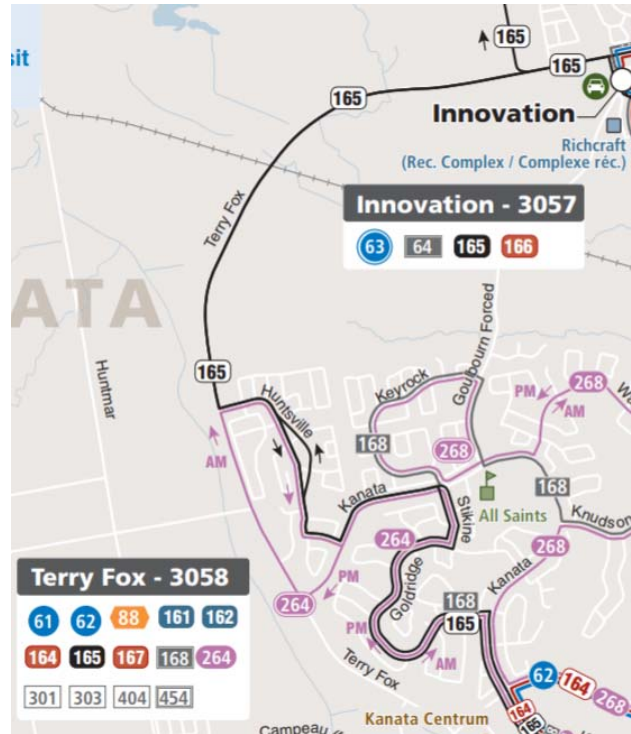 sit
165
165
165
Innovation
Richcraft
(Rec. Complex / Complexe réc.)
Terry Fox
Innovation - 3057
63 64 165 166
ATA
Huntmar
Goulbourn Forced
165
Huntsville
Keyrock
PM
268
AM
AM
168
268
168
Kanata
Stikine
All Saints
Knudson
264
268
Kanata
Terry Fox - 3058
61 62 88 161 162
164 165 167 168 264
301 303 404 454
264
PM
Goldridge
168
165
PM
AM
Terry Fox
62 164 268
164
165
Kanata Centrum
Campeau